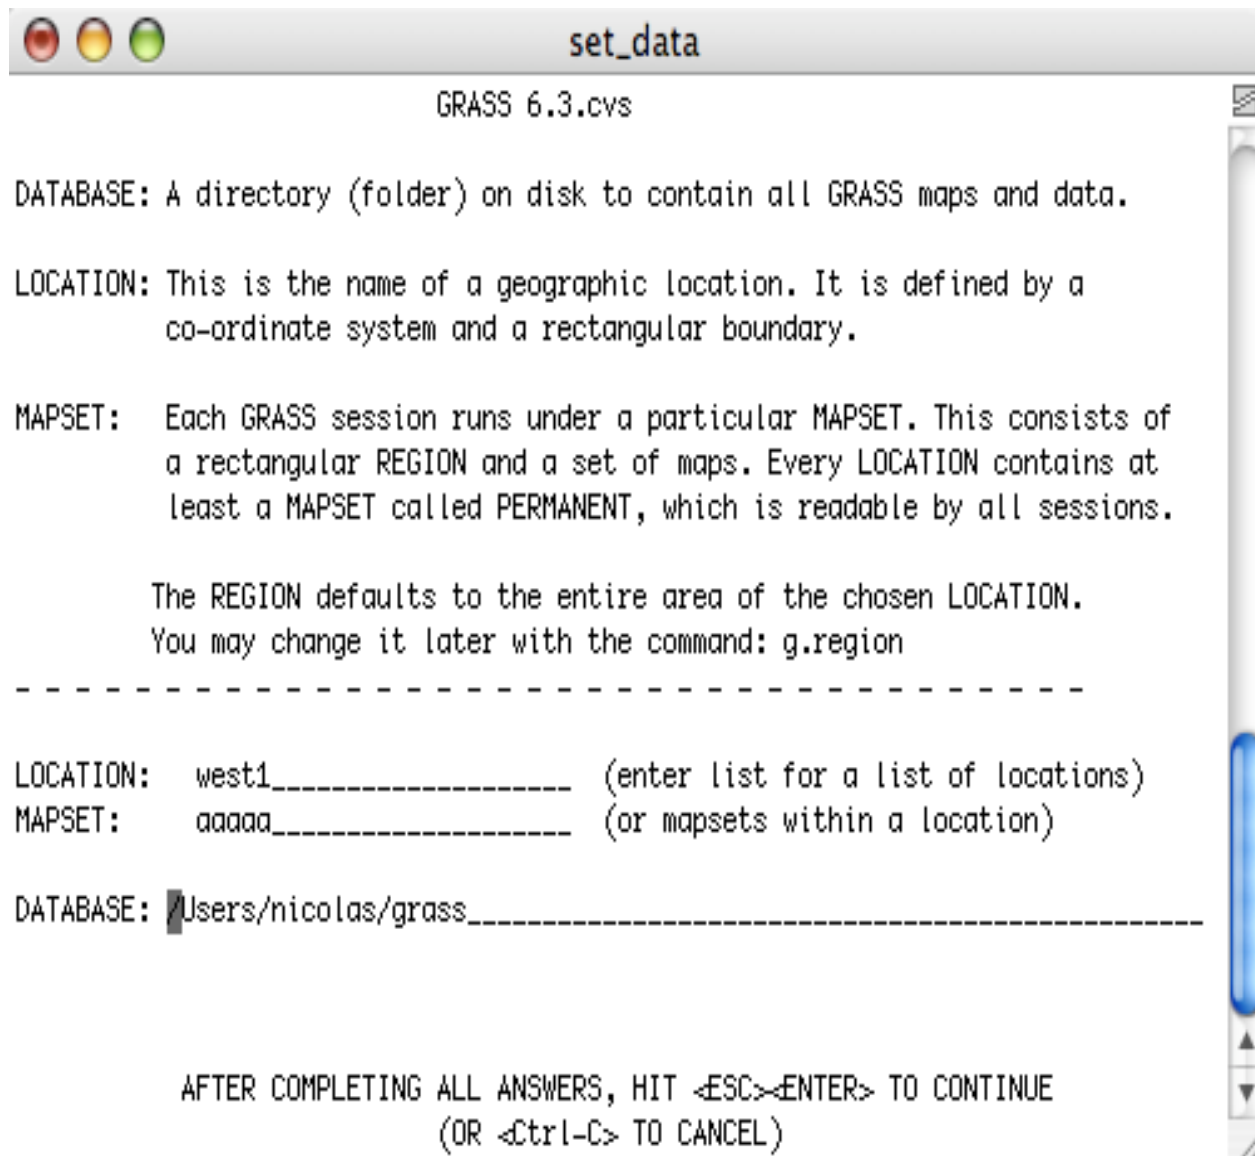 set_data
GRASS 6.3.cvs
DATABASE: A directory (folder) on disk to contain all GRASS maps and data.
LOCATION: This is the name of a geographic location. It is defined by a
co-ordinate system and a rectangular boundary.
MAPSET: Each GRASS session runs under a particular MAPSET. This consists of
a rectangular REGION and a set of maps. Every LOCATION contains at
least a MAPSET called PERMANENT, which is readable by all sessions.
The REGION defaults to the entire area of the chosen LOCATION.
You may change it later with the command: g.region
- - - - - - - - - - - - - - - - - - - - - - - - - - - - - - - - - - - -
LOCATION: west1____________________ (enter list for a list of locations)
MAPSET: aaaaa____________________ (or mapsets within a location)
DATABASE: /Users/nicolas/grass_________________________________________________
AFTER COMPLETING ALL ANSWERS, HIT <ESC><ENTER> TO CONTINUE
(OR <Ctrl-C> TO CANCEL)